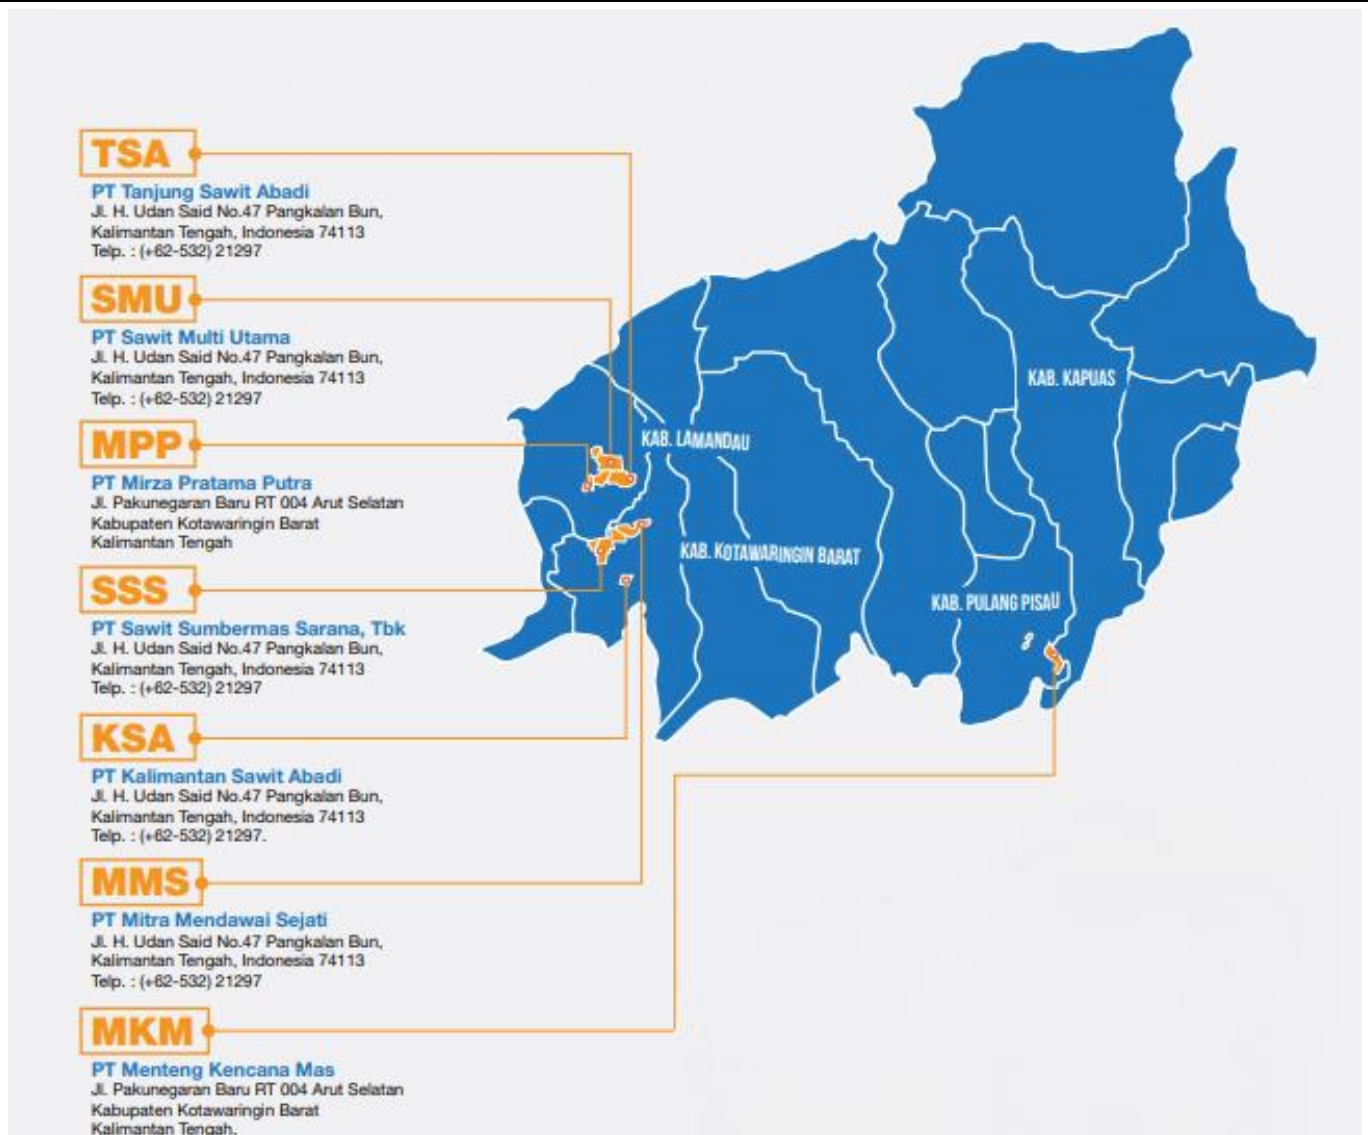 TSA
PT Tanjung Sawit Abadi
Jl. H. Udan Said No.47 Pangkalan Bun,
Kalimantan Tengah, Indonesia 74113
Telp. : (+62-532) 21297
SMU
PT Sawit Multi Utama
Jl. H. Udan Said No.47 Pangkalan Bun,
Kalimantan Tengah, Indonesia 74113
Telp. : (+62-532) 21297
MPP
PT Mirza Pratama Putra
Jl. Pakunegaran Baru RT 004 Arut Selatan
Kabupaten Kotawaringin Barat
Kalimantan Tengah
SSS
PT Sawit Sumbermas Sarana, Tbk
Jl. H. Udan Said No.47 Pangkalan Bun,
Kalimantan Tengah, Indonesia 74113
Telp. : (+62-532) 21297
KSA
PT Kalimantan Sawit Abadi
Jl. H. Udan Said No.47 Pangkalan Bun,
Kalimantan Tengah, Indonesia 74113
Telp. : (+62-532) 21297.
MMS
PT Mitra Mendawai Sejati
Jl. H. Udan Said No.47 Pangkalan Bun,
Kalimantan Tengah, Indonesia 74113
Telp. : (+62-532) 21297
MKM
PT Menteng Kencana Mas
Jl. Pakunegaran Baru RT 004 Arut Selatan
Kabupaten Kotawaringin Barat
Kalimantan Tengah.
KAB. KAPUAS
KAB. LAMANDAU
KAB. KOTAWARINGIN BARAT
KAB. PULANG PISAU